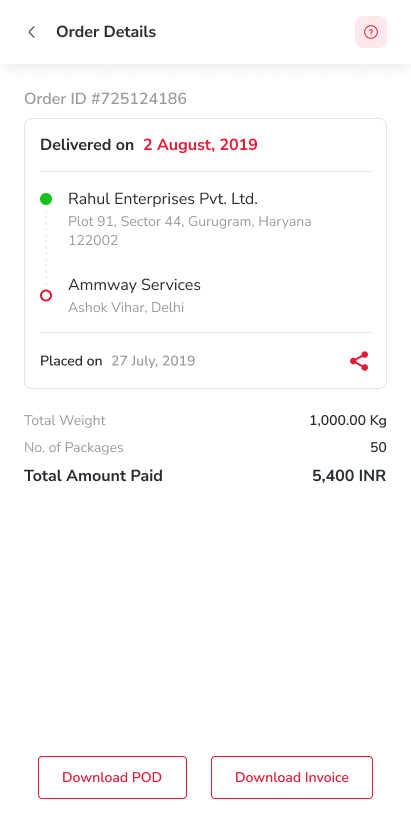 Order Details
Order ID #725124186
Delivered on 2 August, 2019
Rahul Enterprises Pvt. Ltd.
Plot 91, Sector 44, Gurugram, Haryana
122002
Ammway Services
Ashok Vihar, Delhi
Placed on 27 July, 2019
Total Weight 1,000.00 Kg
No. of Packages 50
Total Amount Paid 5,400 INR
Download POD Download Invoice